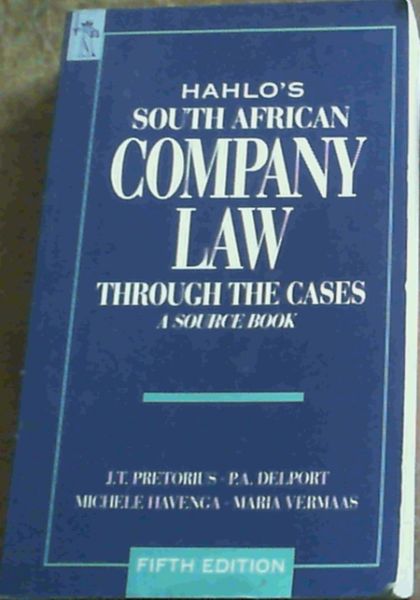 HAHLO'S
SOUTH AFRICAN
COMPANY
LAW
THROUGH THE CASES
A SOURCE BOOK
J.T. PRETORIUS · P.A. DELPORT
MICHELE HAVENGA · MARIA VERMAAS
FIFTH EDITION